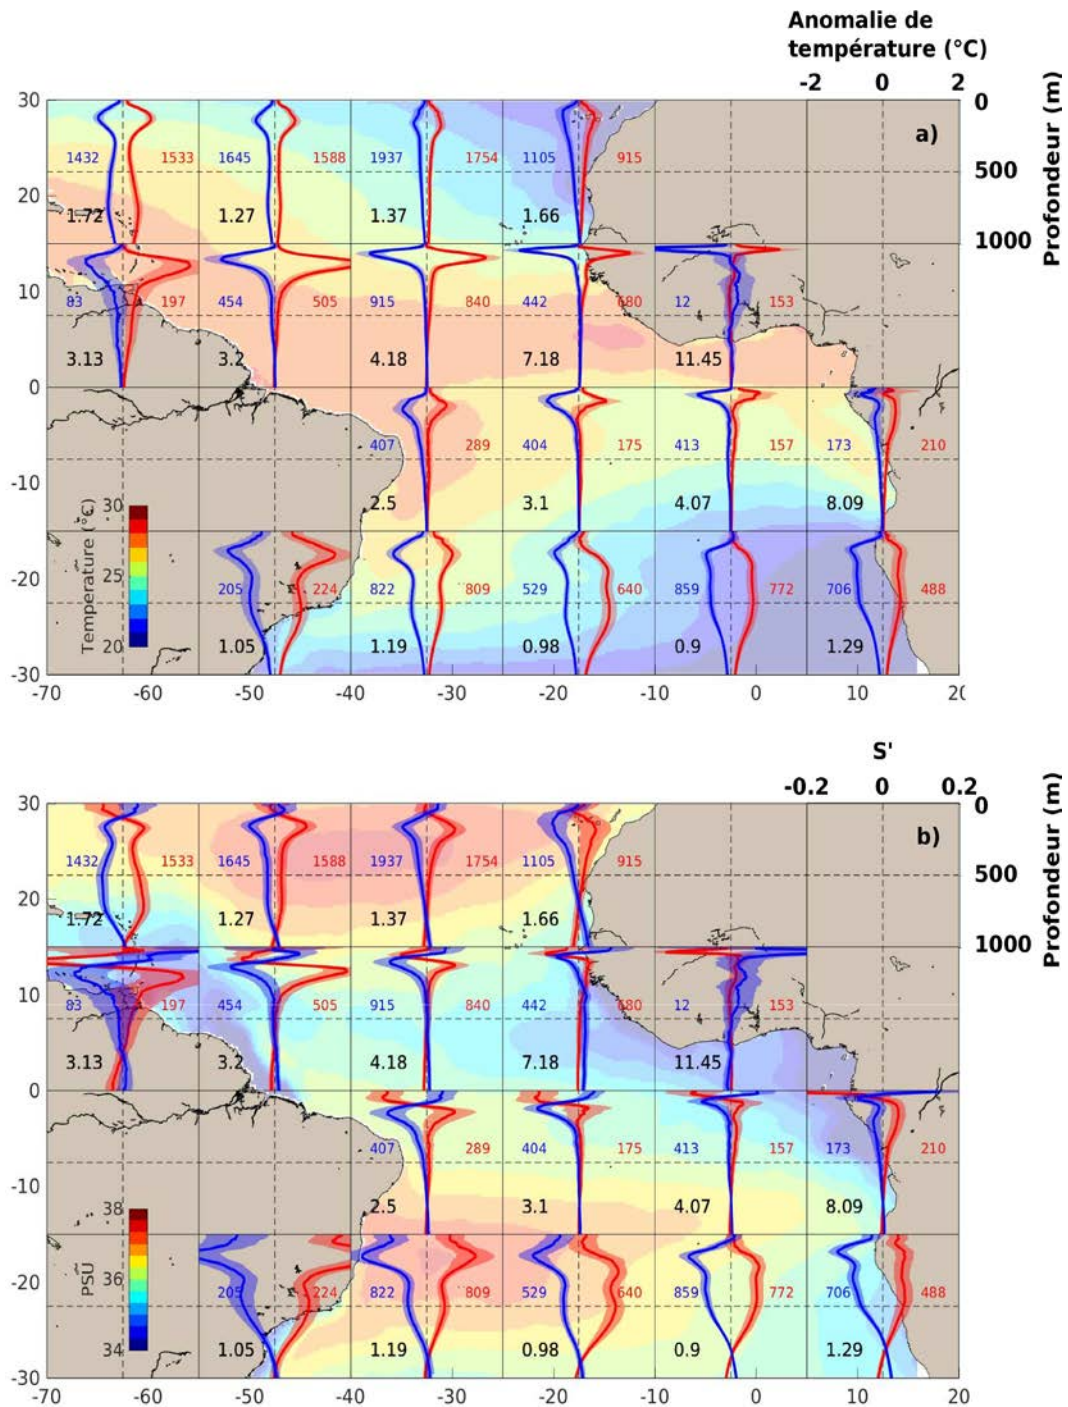 Anomalie de
température (°C)
-2 0 2
30 0
a)
1432 1533 1645 1588 1937 1754 1105 915
500
20
1.72 1.27 1.37 1.66
1000
Profondeur (m)
10
83 197 454 505 915 840 442 680 12 153
3.13 3.2 4.18 7.18 11.45
0
407 289 404 175 413 157 173 210
-10
2.5 3.1 4.07 8.09
30
25
20
Temperature (°C)
-20
205 224 822 809 529 640 859 772 706 488
1.05 1.19 0.98 0.9 1.29
-30
-70 -60 -50 -40 -30 -20 -10 0 10 20
S'
-0.2 0 0.2
30 0
b)
1432 1533 1645 1588 1937 1754 1105 915
500
20
1.72 1.27 1.37 1.66
1000
Profondeur (m)
10
83 197 454 505 915 840 442 680 12 153
3.13 3.2 4.18 7.18 11.45
0
407 289 404 175 413 157 173 210
-10
2.5 3.1 4.07 8.09
38
36
34
PSU
-20
205 224 822 809 529 640 859 772 706 488
1.05 1.19 0.98 0.9 1.29
-30
-70 -60 -50 -40 -30 -20 -10 0 10 20